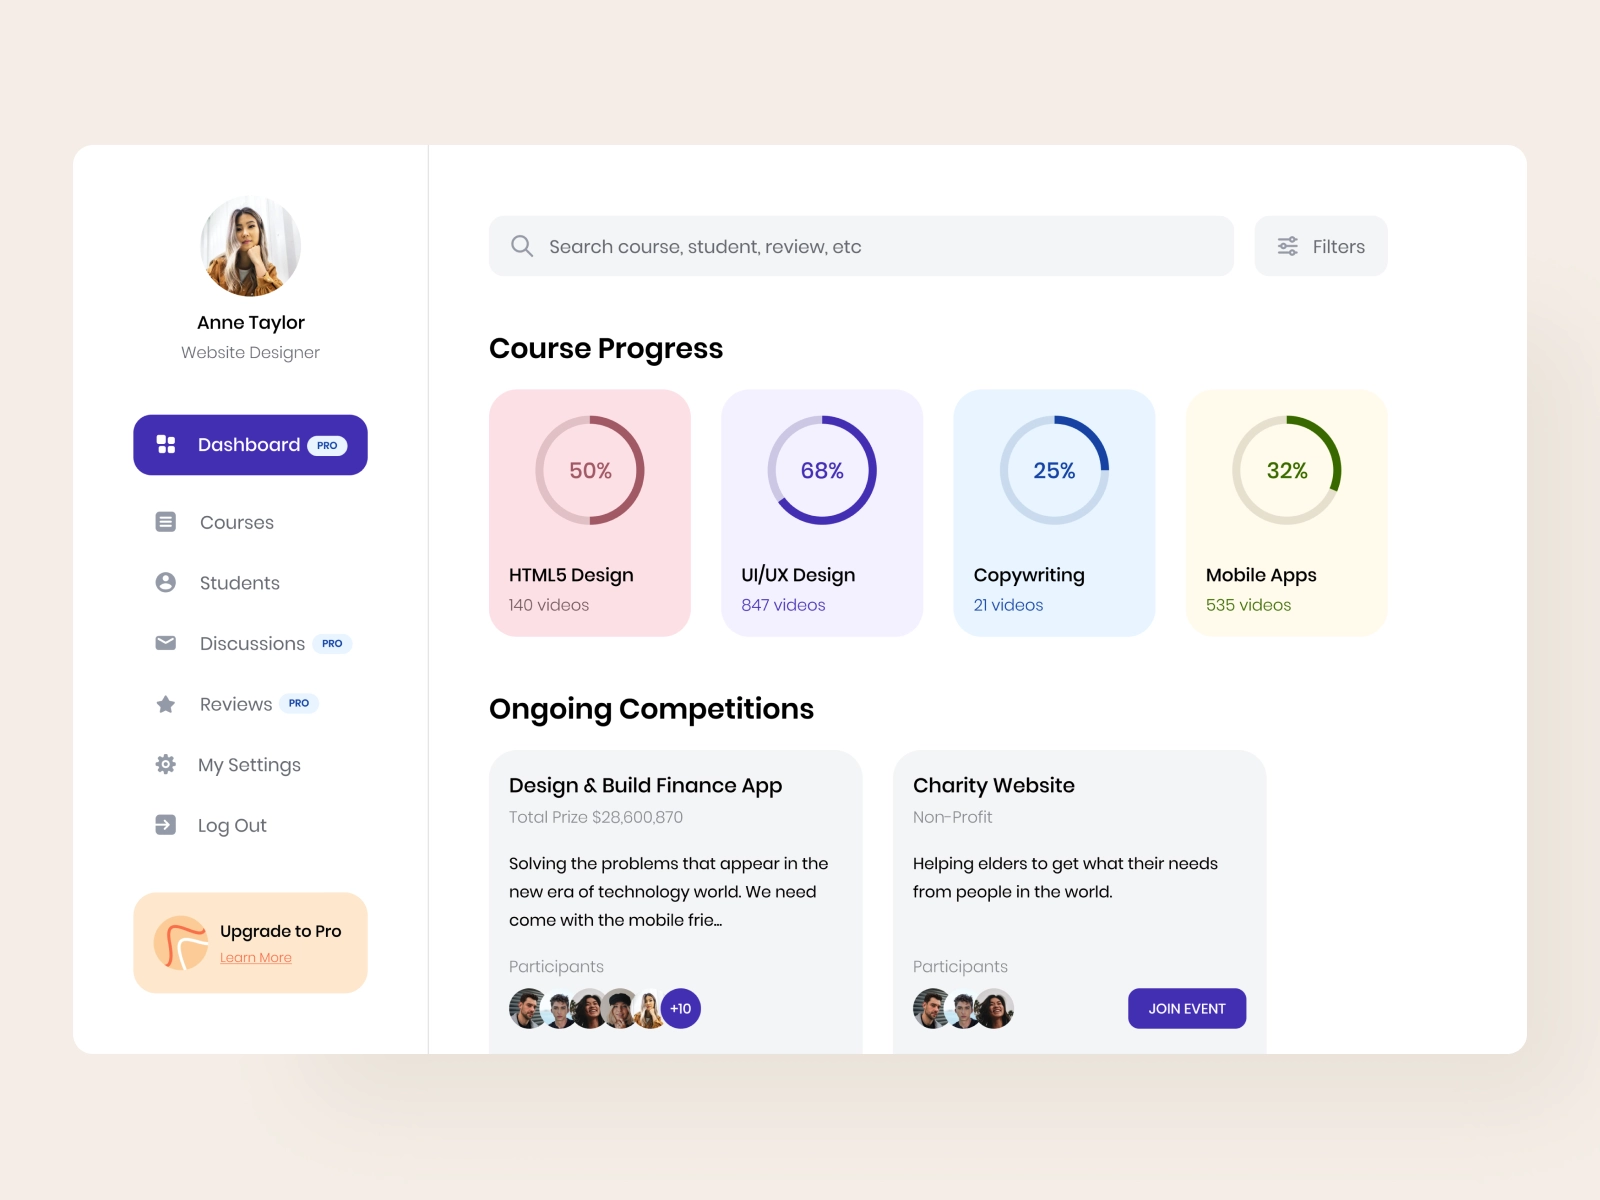 Anne Taylor
Website Designer
Dashboard PRO
Courses
Students
Discussions PRO
Reviews PRO
My Settings
Log Out
Upgrade to Pro
Learn More
Search course, student, review, etc
Filters
Course Progress
50%
HTML5 Design
140 videos
68%
UI/UX Design
847 videos
25%
Copywriting
21 videos
32%
Mobile Apps
535 videos
Ongoing Competitions
Design & Build Finance App
Total Prize $28,600,870
Solving the problems that appear in the
new era of technology world. We need
come with the mobile frie...
Participants
+10
Charity Website
Non-Profit
Helping elders to get what their needs
from people in the world.
Participants
JOIN EVENT